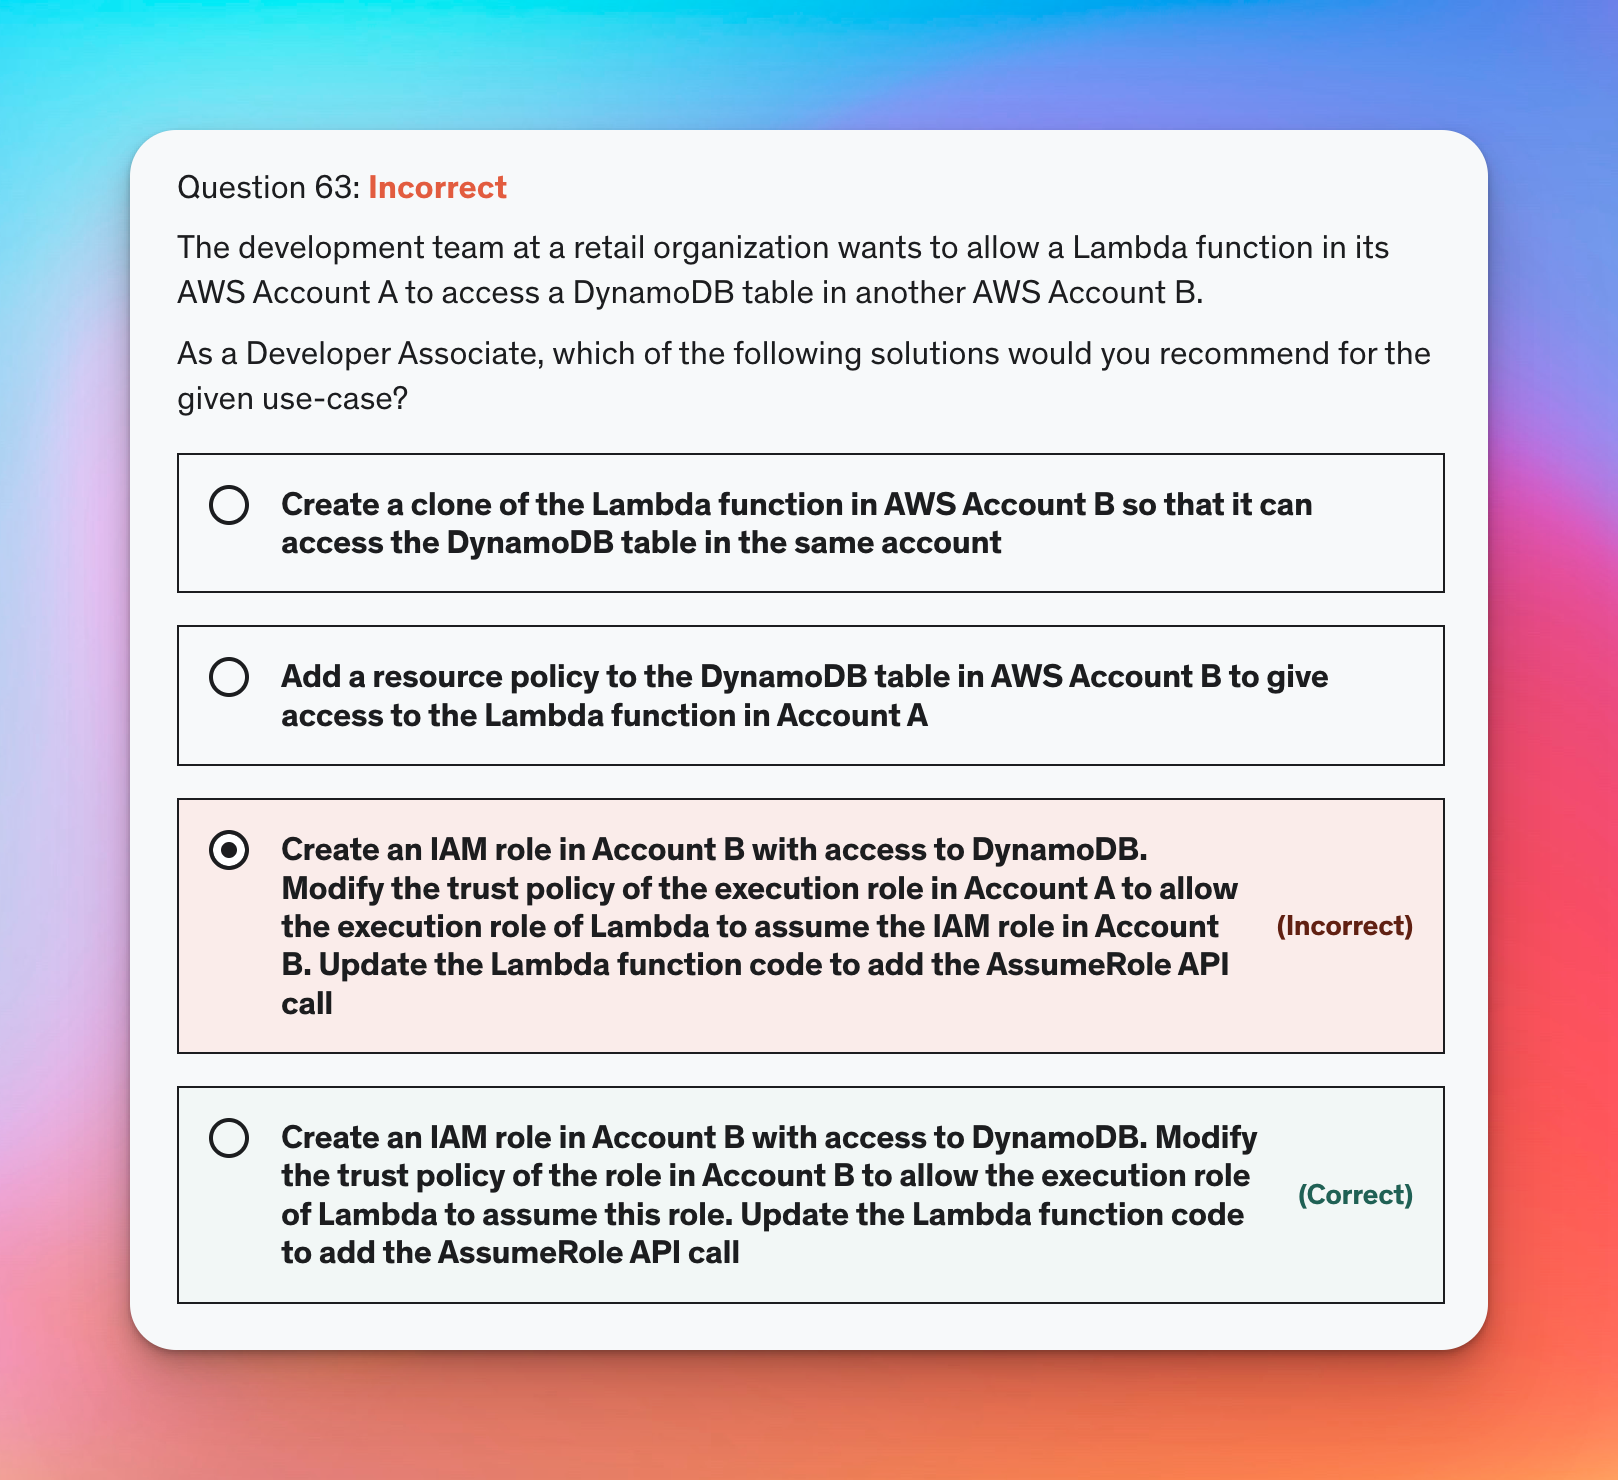 Question 63: Incorrect
The development team at a retail organization wants to allow a Lambda function in its
AWS Account A to access a DynamoDB table in another AWS Account B.
As a Developer Associate, which of the following solutions would you recommend for the
given use-case?
Create a clone of the Lambda function in AWS Account B so that it can
access the DynamoDB table in the same account
Add a resource policy to the DynamoDB table in AWS Account B to give
access to the Lambda function in Account A
Create an IAM role in Account B with access to DynamoDB.
Modify the trust policy of the execution role in Account A to allow
the execution role of Lambda to assume the IAM role in Account
B. Update the Lambda function code to add the AssumeRole API
call
(Incorrect)
Create an IAM role in Account B with access to DynamoDB. Modify
the trust policy of the role in Account B to allow the execution role
of Lambda to assume this role. Update the Lambda function code
to add the AssumeRole API call
(Correct)